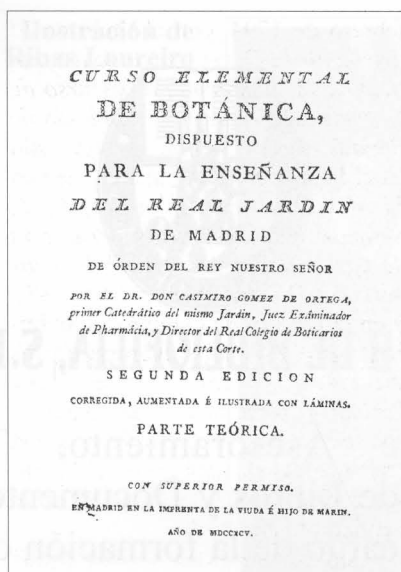 CURSO ELEMENTAL
DE BOTÁNICA,
DISPUESTO
PARA LA ENSEÑANZA
DEL REAL JARDIN
DE MADRID
DE ÓRDEN DEL REY NUESTRO SEÑOR
POR EL DR. DON CASIMIRO GOMEZ DE ORTEGA,
primer Catedrático del mismo Jardin, Juez Exâminador
de Pharmácia, y Director del Real Colegio de Boticarios
de esta Corte.
SEGUNDA EDICION
CORREGIDA, AUMENTADA É ILUSTRADA CON LÁMINAS.
PARTE TEÓRICA.
CON SUPERIOR PERMISO.
EN MADRID EN LA IMPRENTA DE LA VIUDA É HIJO DE MARIN.
AÑO DE MDCCXCV.